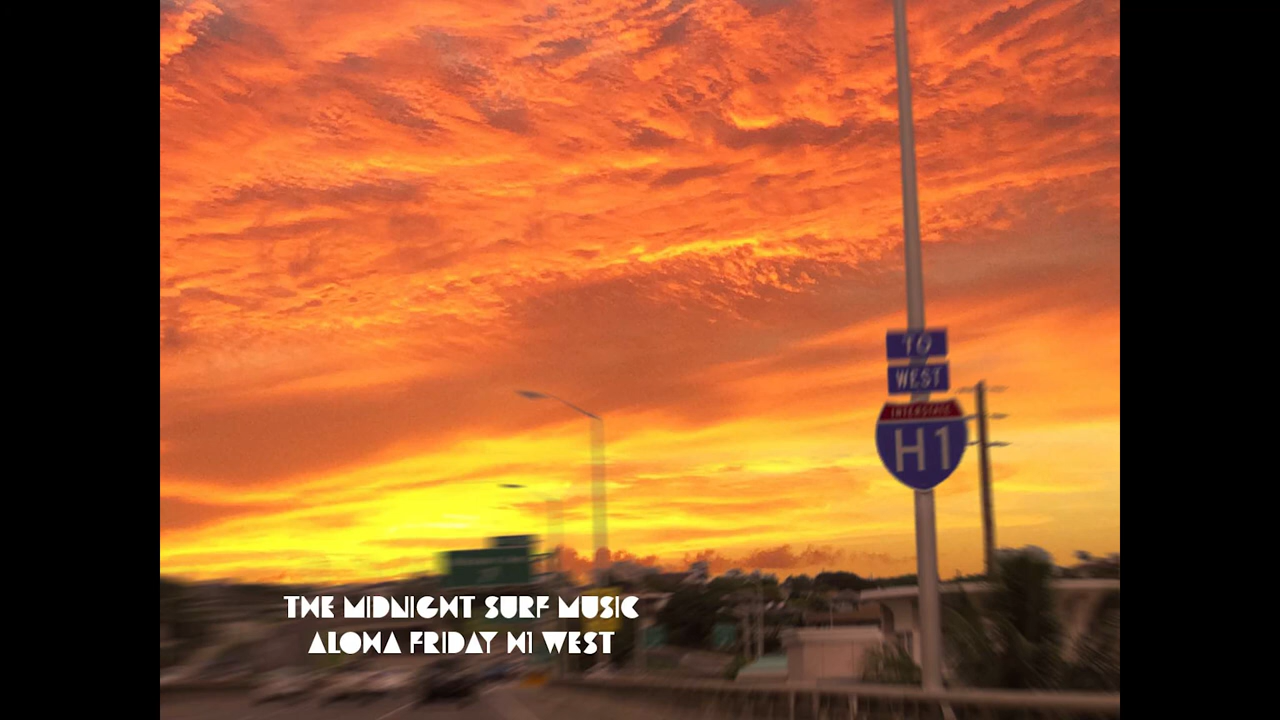 TO
WEST
INTERSTATE
H1
THE MIDNIGHT SURF MUSIC
ALOHA FRIDAY H1 WEST